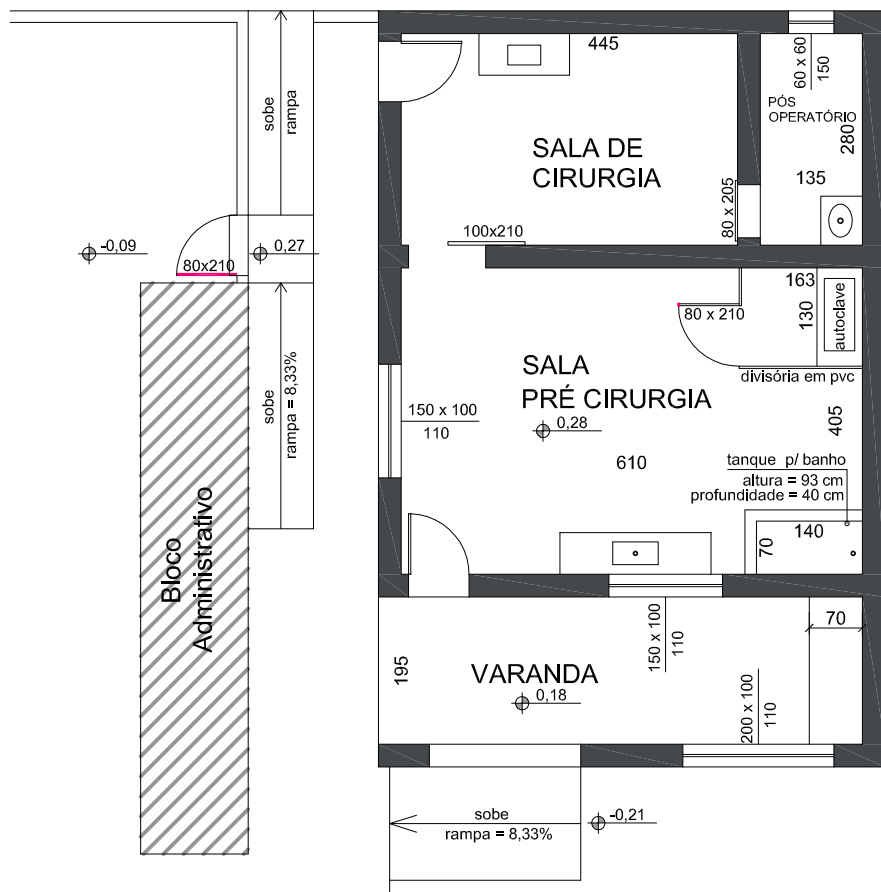 445
60 x 60
150
PÓS
OPERATÓRIO
280
135
sobe
rampa
SALA DE
CIRURGIA
80 x 205
100x210
-0,09
0,27
80x210
163
130
autoclave
80 x 210
divisória em pvc
SALA
PRÉ CIRURGIA
0,28
150 x 100
110
sobe
rampa = 8,33%
405
610
tanque p/ banho
altura = 93 cm
profundidade = 40 cm
140
70
Bloco
Administrativo
195
VARANDA
0,18
150 x 100
110
70
200 x 100
110
sobe
rampa = 8,33%
-0,21